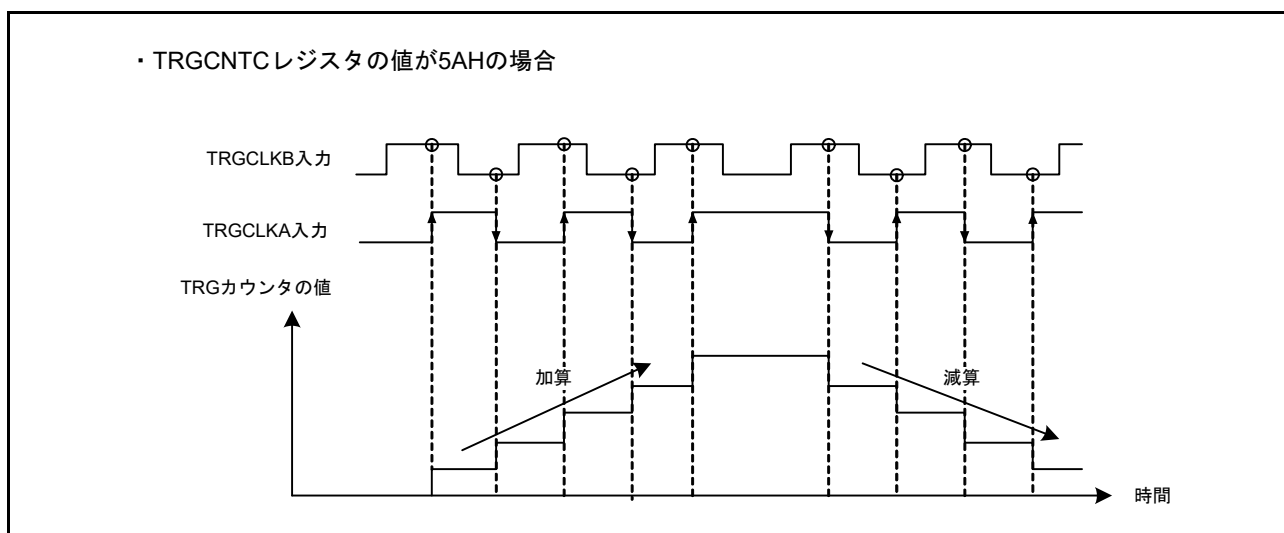 ・TRGCNTCレジスタの値が5AHの場合
TRGCLKB入力
TRGCLKA入力
TRGカウンタの値
加算
減算
時間